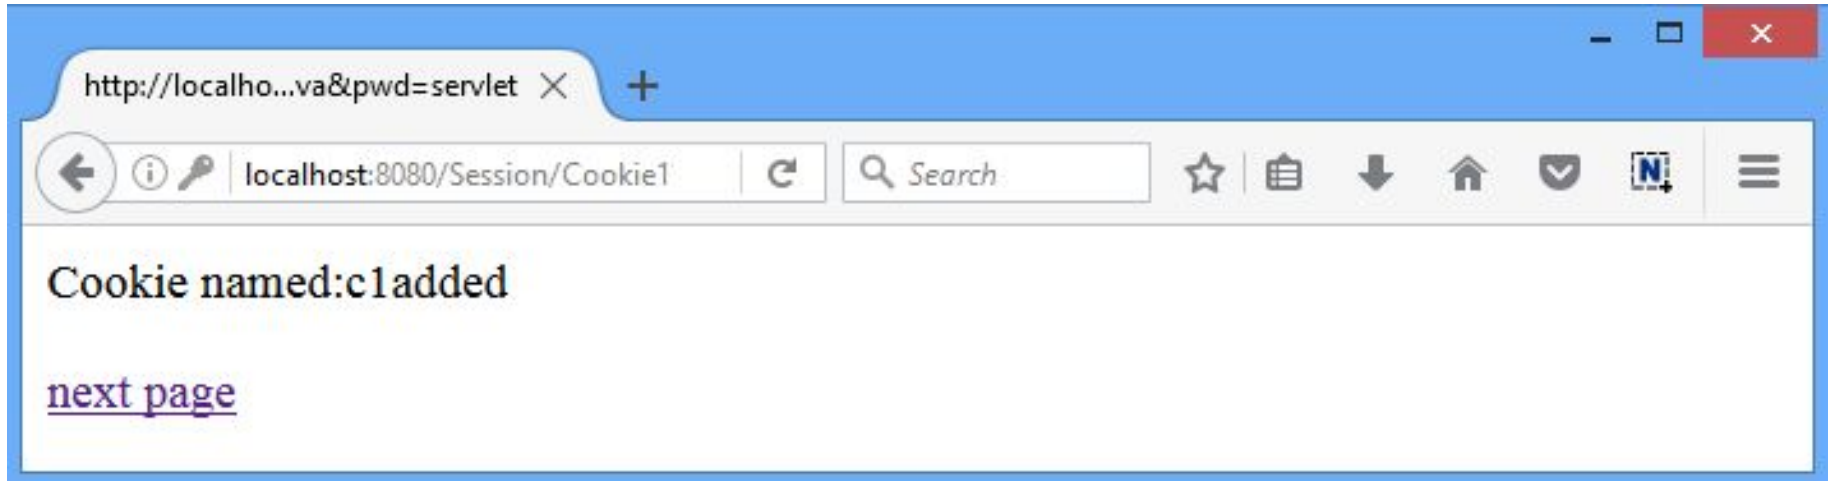 http://localho...va&pwd=servlet
localhost:8080/Session/Cookie1
Search
N
Cookie named:c1added
next page